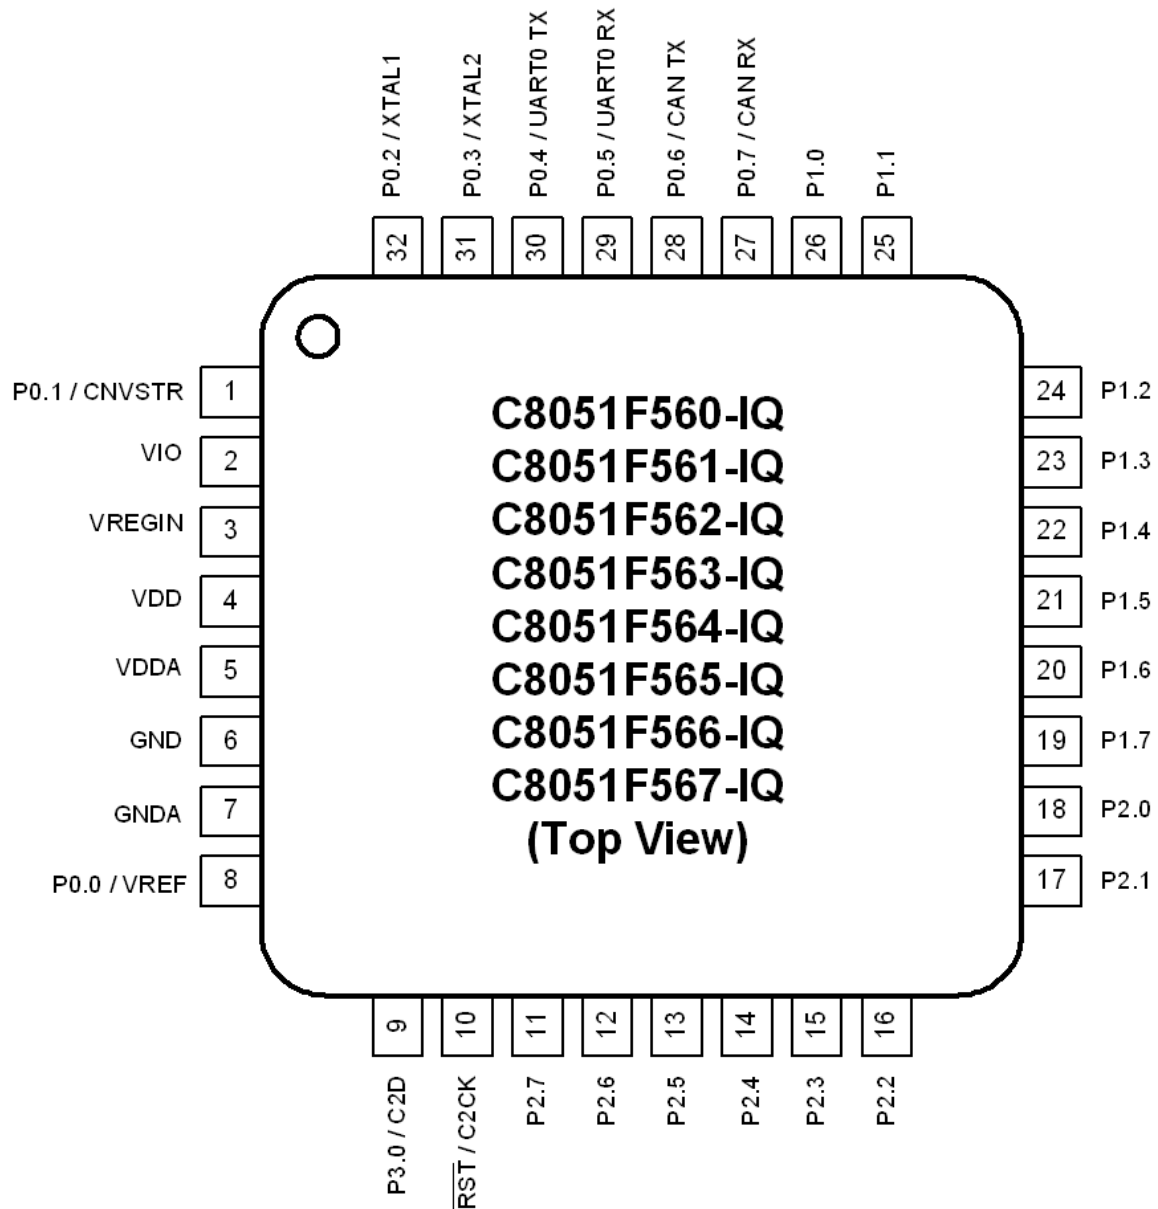 P0.2 / XTAL1
P0.3 / XTAL2
P0.4 / UART0 TX
P0.5 / UART0 RX
P0.6 / CAN TX
P0.7 / CAN RX
P1.0
P1.1
32
31
30
29
28
27
26
25
P0.1 / CNVSTR 1
VIO 2
VREGIN 3
VDD 4
VDDA 5
GND 6
GNDA 7
P0.0 / VREF 8
C8051F560-IQ
C8051F561-IQ
C8051F562-IQ
C8051F563-IQ
C8051F564-IQ
C8051F565-IQ
C8051F566-IQ
C8051F567-IQ
(Top View)
24 P1.2
23 P1.3
22 P1.4
21 P1.5
20 P1.6
19 P1.7
18 P2.0
17 P2.1
9
10
11
12
13
14
15
16
P3.0 / C2D
RST / C2CK
P2.7
P2.6
P2.5
P2.4
P2.3
P2.2